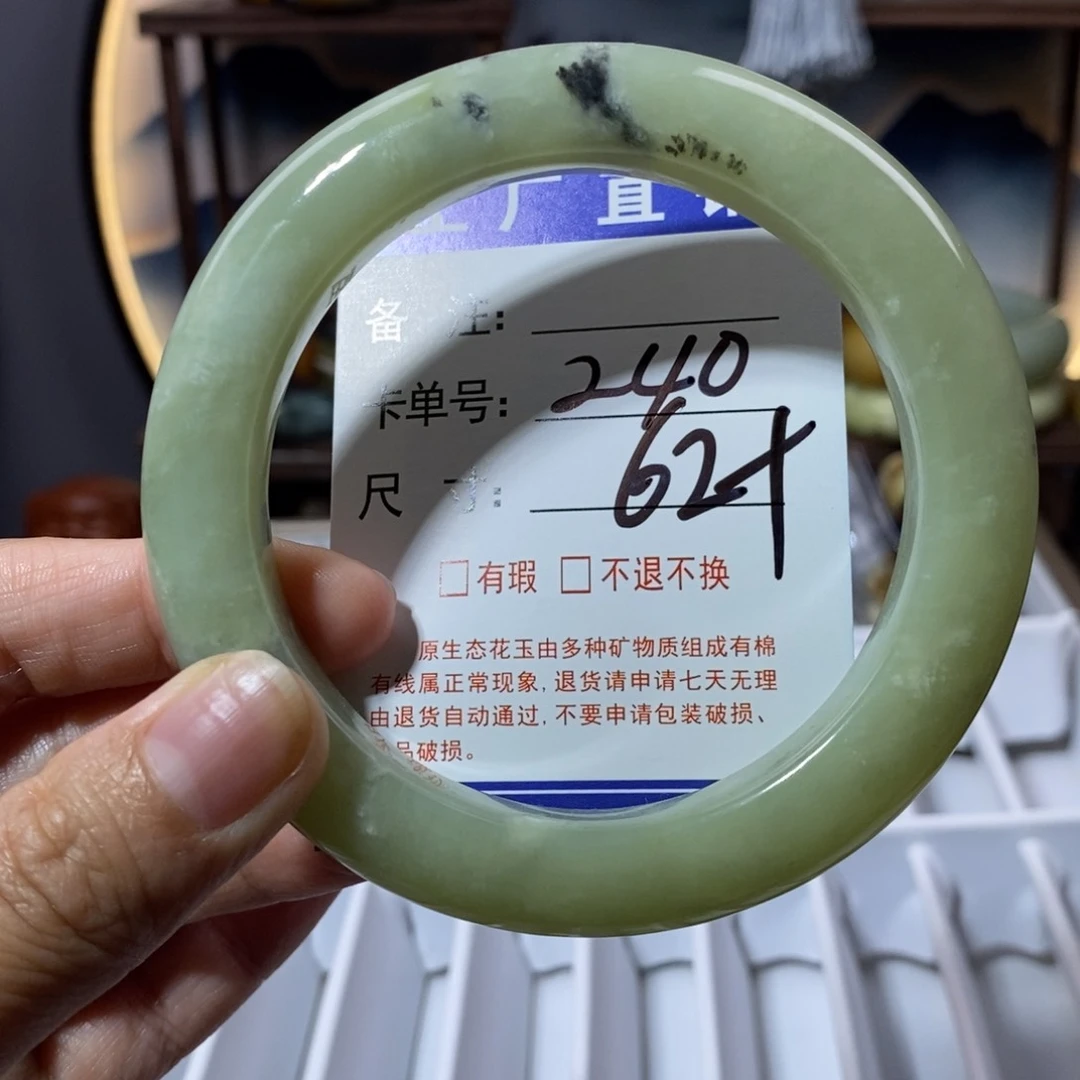 工厂直销
备 注:
卡单号: 240
尺 寸: 62+
□有瑕 □不退不换
原生态花玉由多种矿物质组成有棉
有线属正常现象,退货请申请七天无理
由退货自动通过,不要申请包装破损、
品破损。